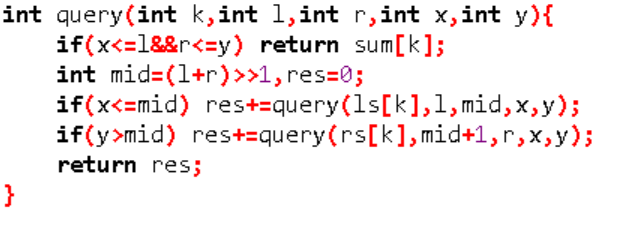 int query(int k,int l,int r,int x,int y){
    if(x<=l&&r<=y) return sum[k];
    int mid=(l+r)>>1,res=0;
    if(x<=mid) res+=query(ls[k],l,mid,x,y);
    if(y>mid) res+=query(rs[k],mid+1,r,x,y);
    return res;
}